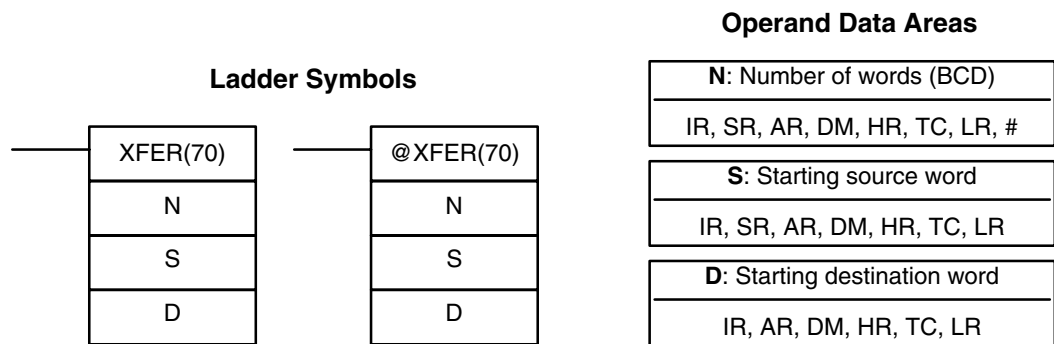 Ladder Symbols
XFER(70)
N
S
D
@XFER(70)
N
S
D
Operand Data Areas
N: Number of words (BCD)
IR, SR, AR, DM, HR, TC, LR, #
S: Starting source word
IR, SR, AR, DM, HR, TC, LR
D: Starting destination word
IR, AR, DM, HR, TC, LR